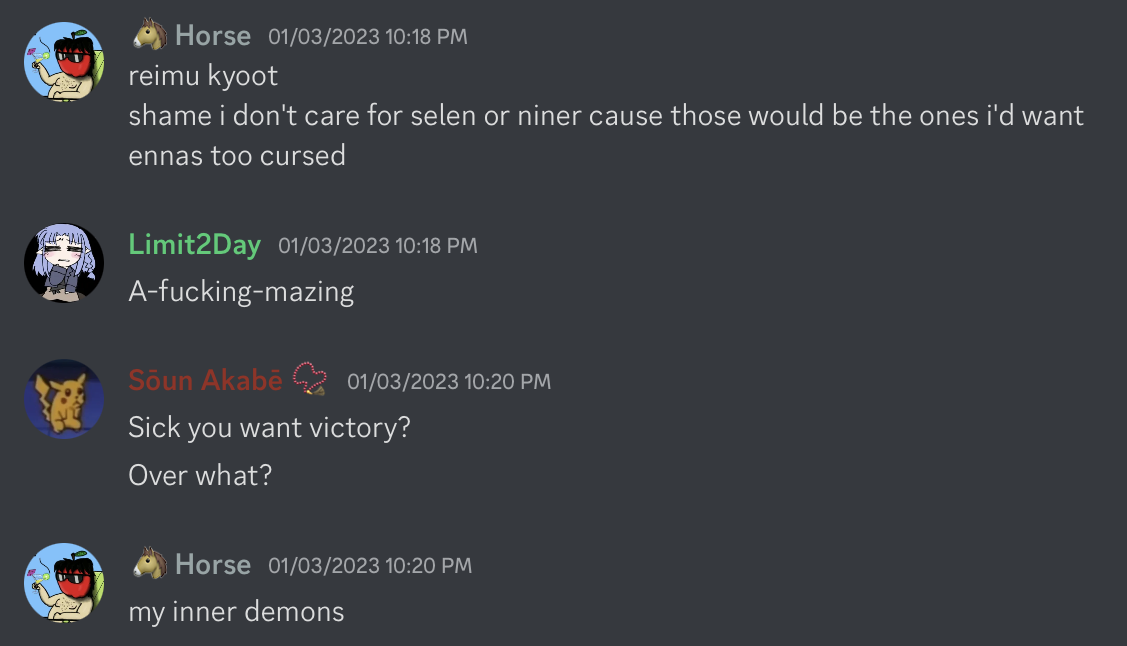 Horse 01/03/2023 10:18 PM
reimu kyoot
shame i don't care for selen or niner cause those would be the ones i'd want
ennas too cursed
Limit2Day 01/03/2023 10:18 PM
A-fucking-mazing
Sōun Akabē 01/03/2023 10:20 PM
Sick you want victory?
Over what?
Horse 01/03/2023 10:20 PM
my inner demons